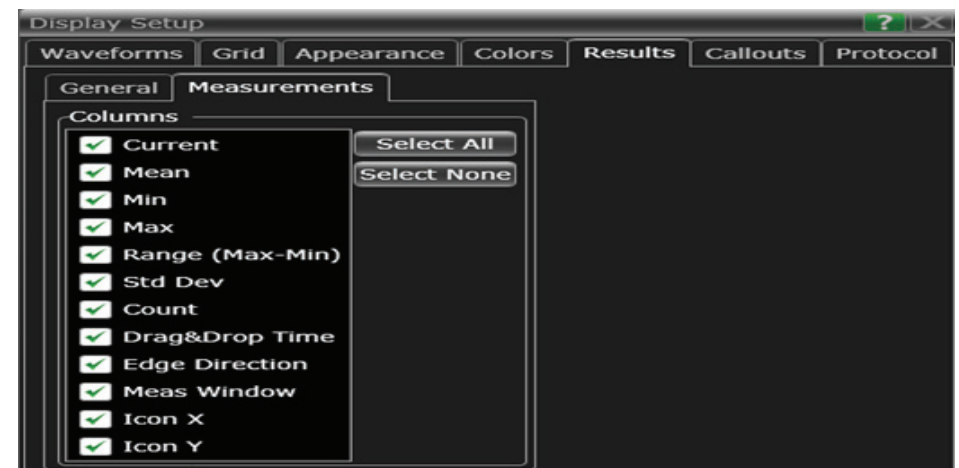 Display Setup ? X
Waveforms Grid Appearance Colors Results Callouts Protocol
General Measurements
Columns
Current Select All
Mean Select None
Min
Max
Range (Max-Min)
Std Dev
Count
Drag&Drop Time
Edge Direction
Meas Window
Icon X
Icon Y